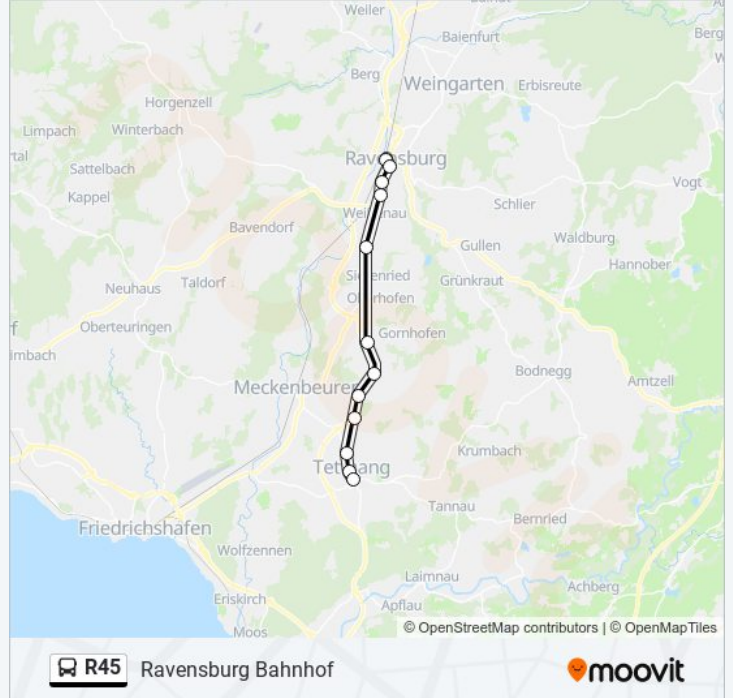 Weiler
Baienfurt
Berg
Berg
Weingarten
Erbisreute
Horgenzell
Limpach
Winterbach
Ravensburg
Sattelbach
Vogt
Kappel
Schlier
Bavendorf
Waldburg
Gullen
Hannober
Taldorf
Grünkraut
Neuhaus
Oberhofen
Oberteuringen
Gornhofen
imbach
Bodnegg
Amtzell
Meckenbeuren
Krumbach
Tettnang
Tannau
Bernried
Friedrichshafen
Wolfzennen
Laimnau
Achberg
Eriskirch
Apflau
Moos
© OpenStreetMap contributors | © OpenMapTiles
R45 Ravensburg Bahnhof
moovit